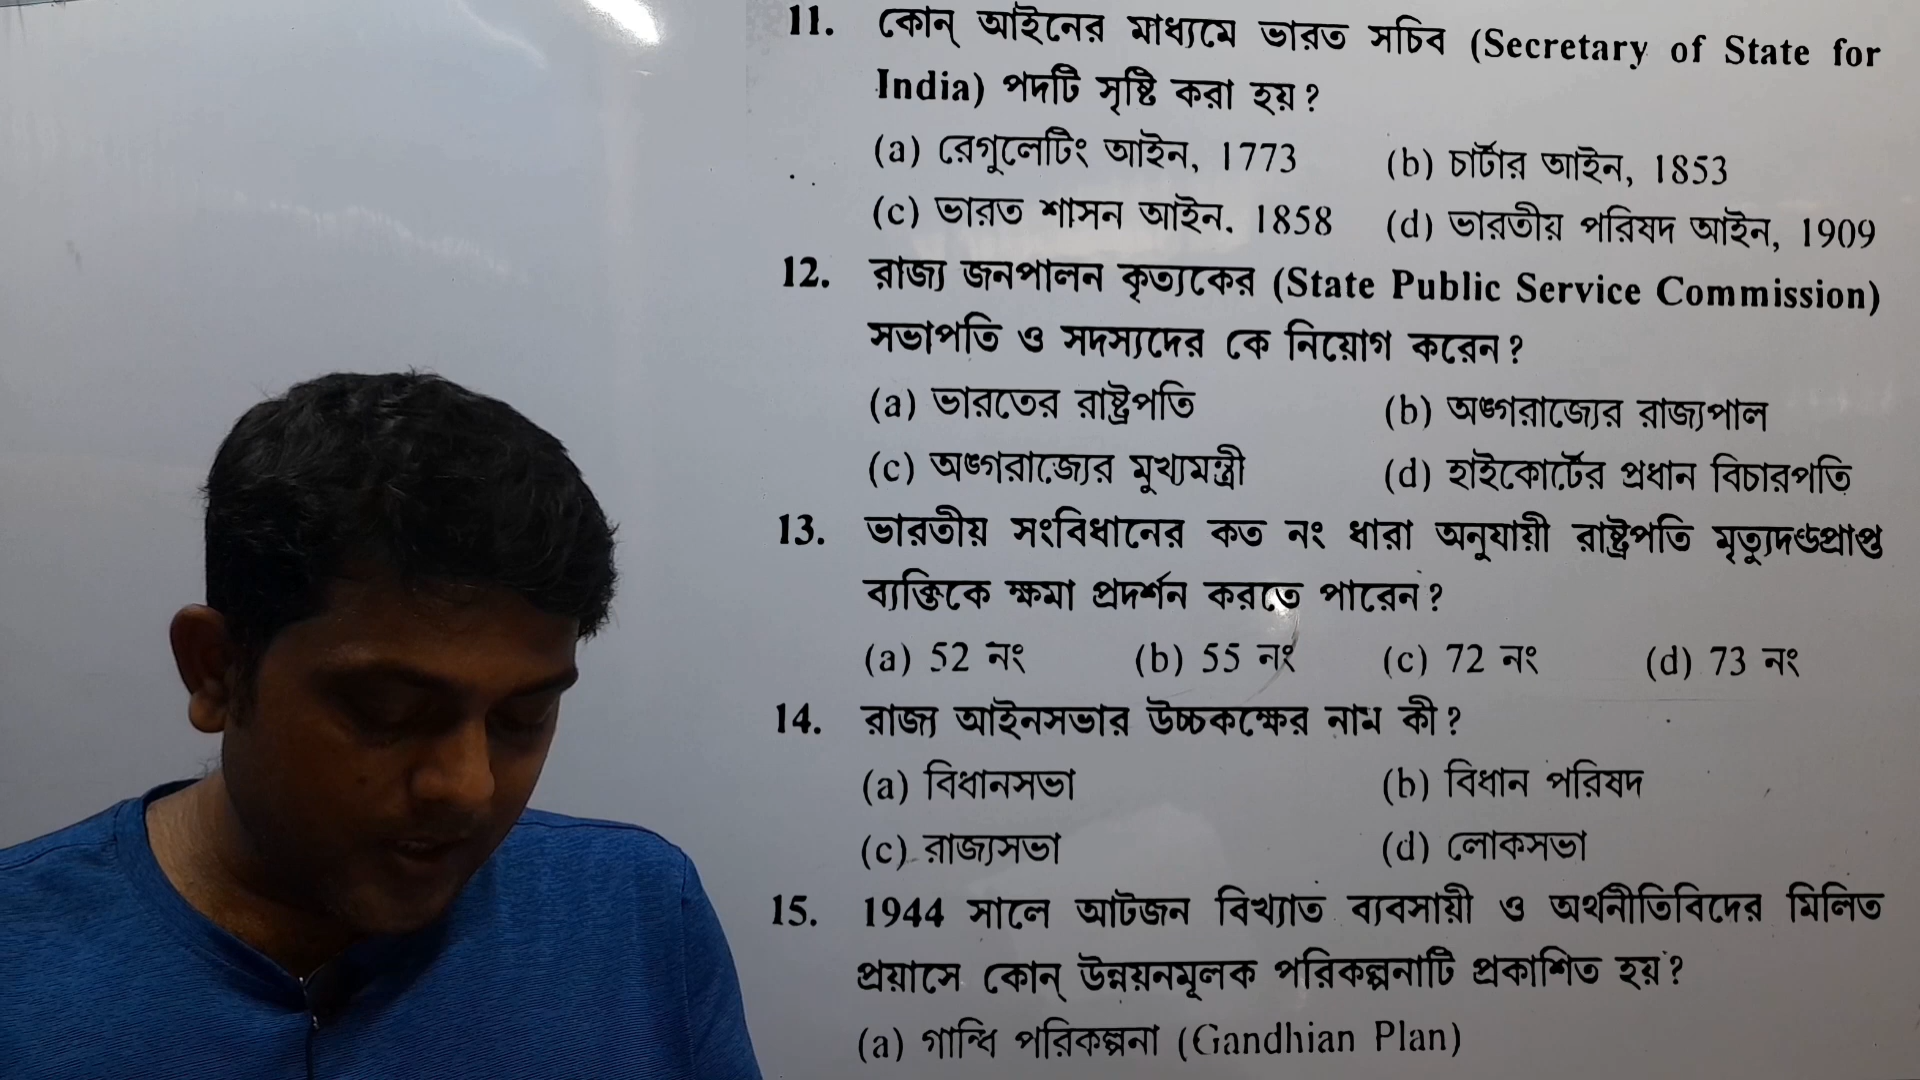 11. কোন্ আইনের মাধ্যমে ভারত সচিব (Secretary of State for
India) পদটি সৃষ্টি করা হয়?
(a) রেগুলেটিং আইন, 1773 (b) চার্টার আইন, 1853
(c) ভারত শাসন আইন. 1858 (d) ভারতীয় পরিষদ আইন, 1909
12. রাজ্য জনপালন কৃত্যকের (State Public Service Commission)
সভাপতি ও সদস্যদের কে নিয়োগ করেন?
(a) ভারতের রাষ্ট্রপতি (b) অঙ্গরাজ্যের রাজ্যপাল
(c) অঙ্গরাজ্যের মুখ্যমন্ত্রী (d) হাইকোর্টের প্রধান বিচারপতি
13. ভারতীয় সংবিধানের কত নং ধারা অনুযায়ী রাষ্ট্রপতি মৃত্যুদণ্ডপ্রাপ্ত
ব্যক্তিকে ক্ষমা প্রদর্শন করতে পারেন?
(a) 52 নং (b) 55 নং (c) 72 নং (d) 73 নং
14. রাজ্য আইনসভার উচ্চকক্ষের নাম কী?
(a) বিধানসভা (b) বিধান পরিষদ
(c) রাজ্যসভা (d) লোকসভা
15. 1944 সালে আটজন বিখ্যাত ব্যবসায়ী ও অর্থনীতিবিদের মিলিত
প্রয়াসে কোন্ উন্নয়নমূলক পরিকল্পনাটি প্রকাশিত হয়?
(a) গান্ধি পরিকল্পনা (Gandhian Plan)